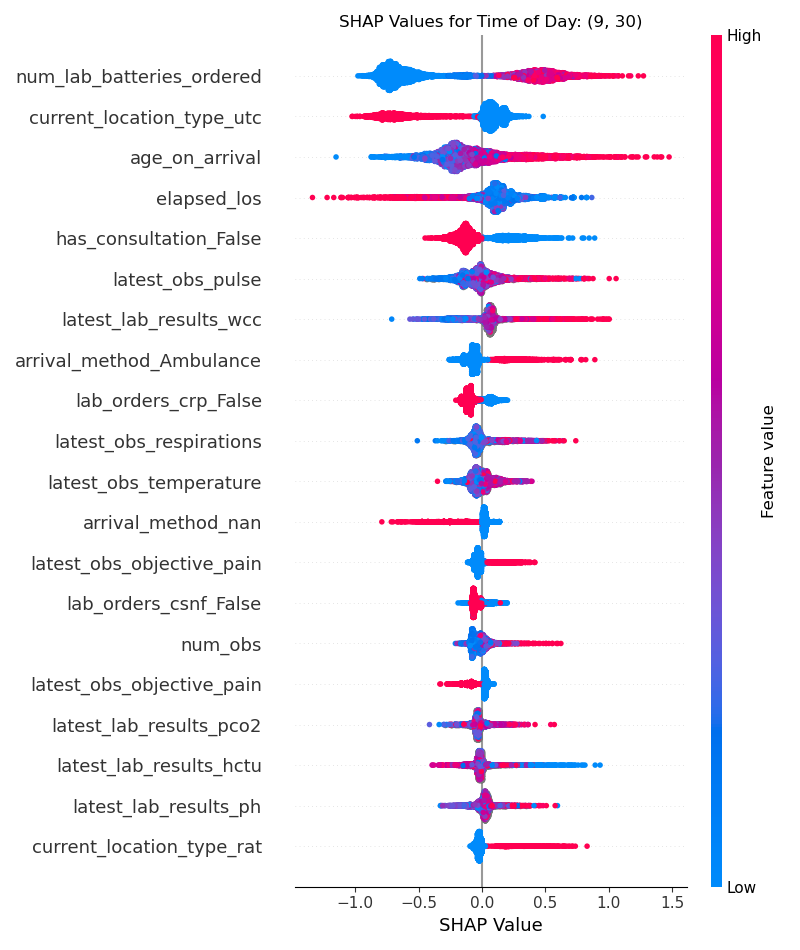 SHAP Values for Time of Day: (9, 30)
High
num_lab_batteries_ordered
current_location_type_utc
age_on_arrival
elapsed_los
has_consultation_False
latest_obs_pulse
latest_lab_results_wcc
arrival_method_Ambulance
lab_orders_crp_False
latest_obs_respirations
latest_obs_temperature
arrival_method_nan
latest_obs_objective_pain
lab_orders_csnf_False
num_obs
latest_obs_objective_pain
latest_lab_results_pco2
latest_lab_results_hctu
latest_lab_results_ph
current_location_type_rat
Feature value
Low
−1.0 −0.5 0.0 0.5 1.0 1.5
SHAP Value